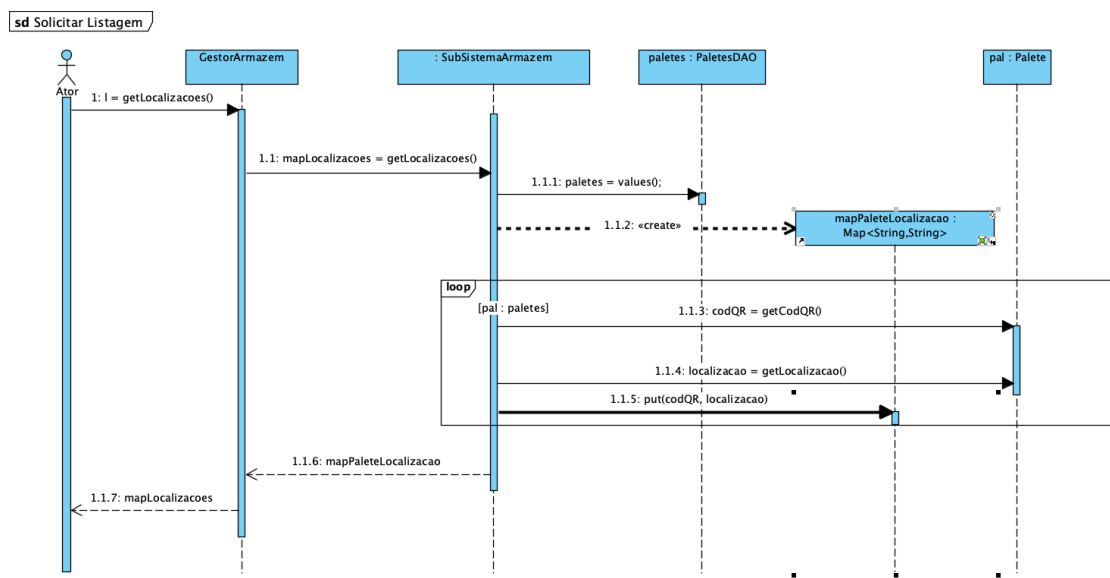 sd Solicitar Listagem
Ator
GestorArmazem
: SubSistemaArmazem
paletes : PaletesDAO
pal : Palete
1: l = getLocalizacoes()
1.1: mapLocalizacoes = getLocalizacoes()
1.1.1: paletes = values();
1.1.2: «create»
mapPaleteLocalizacao :
Map<String,String>
loop
[pal : paletes]
1.1.3: codQR = getCodQR()
1.1.4: localizacao = getLocalizacao()
1.1.5: put(codQR, localizacao)
1.1.6: mapPaleteLocalizacao
1.1.7: mapLocalizacoes